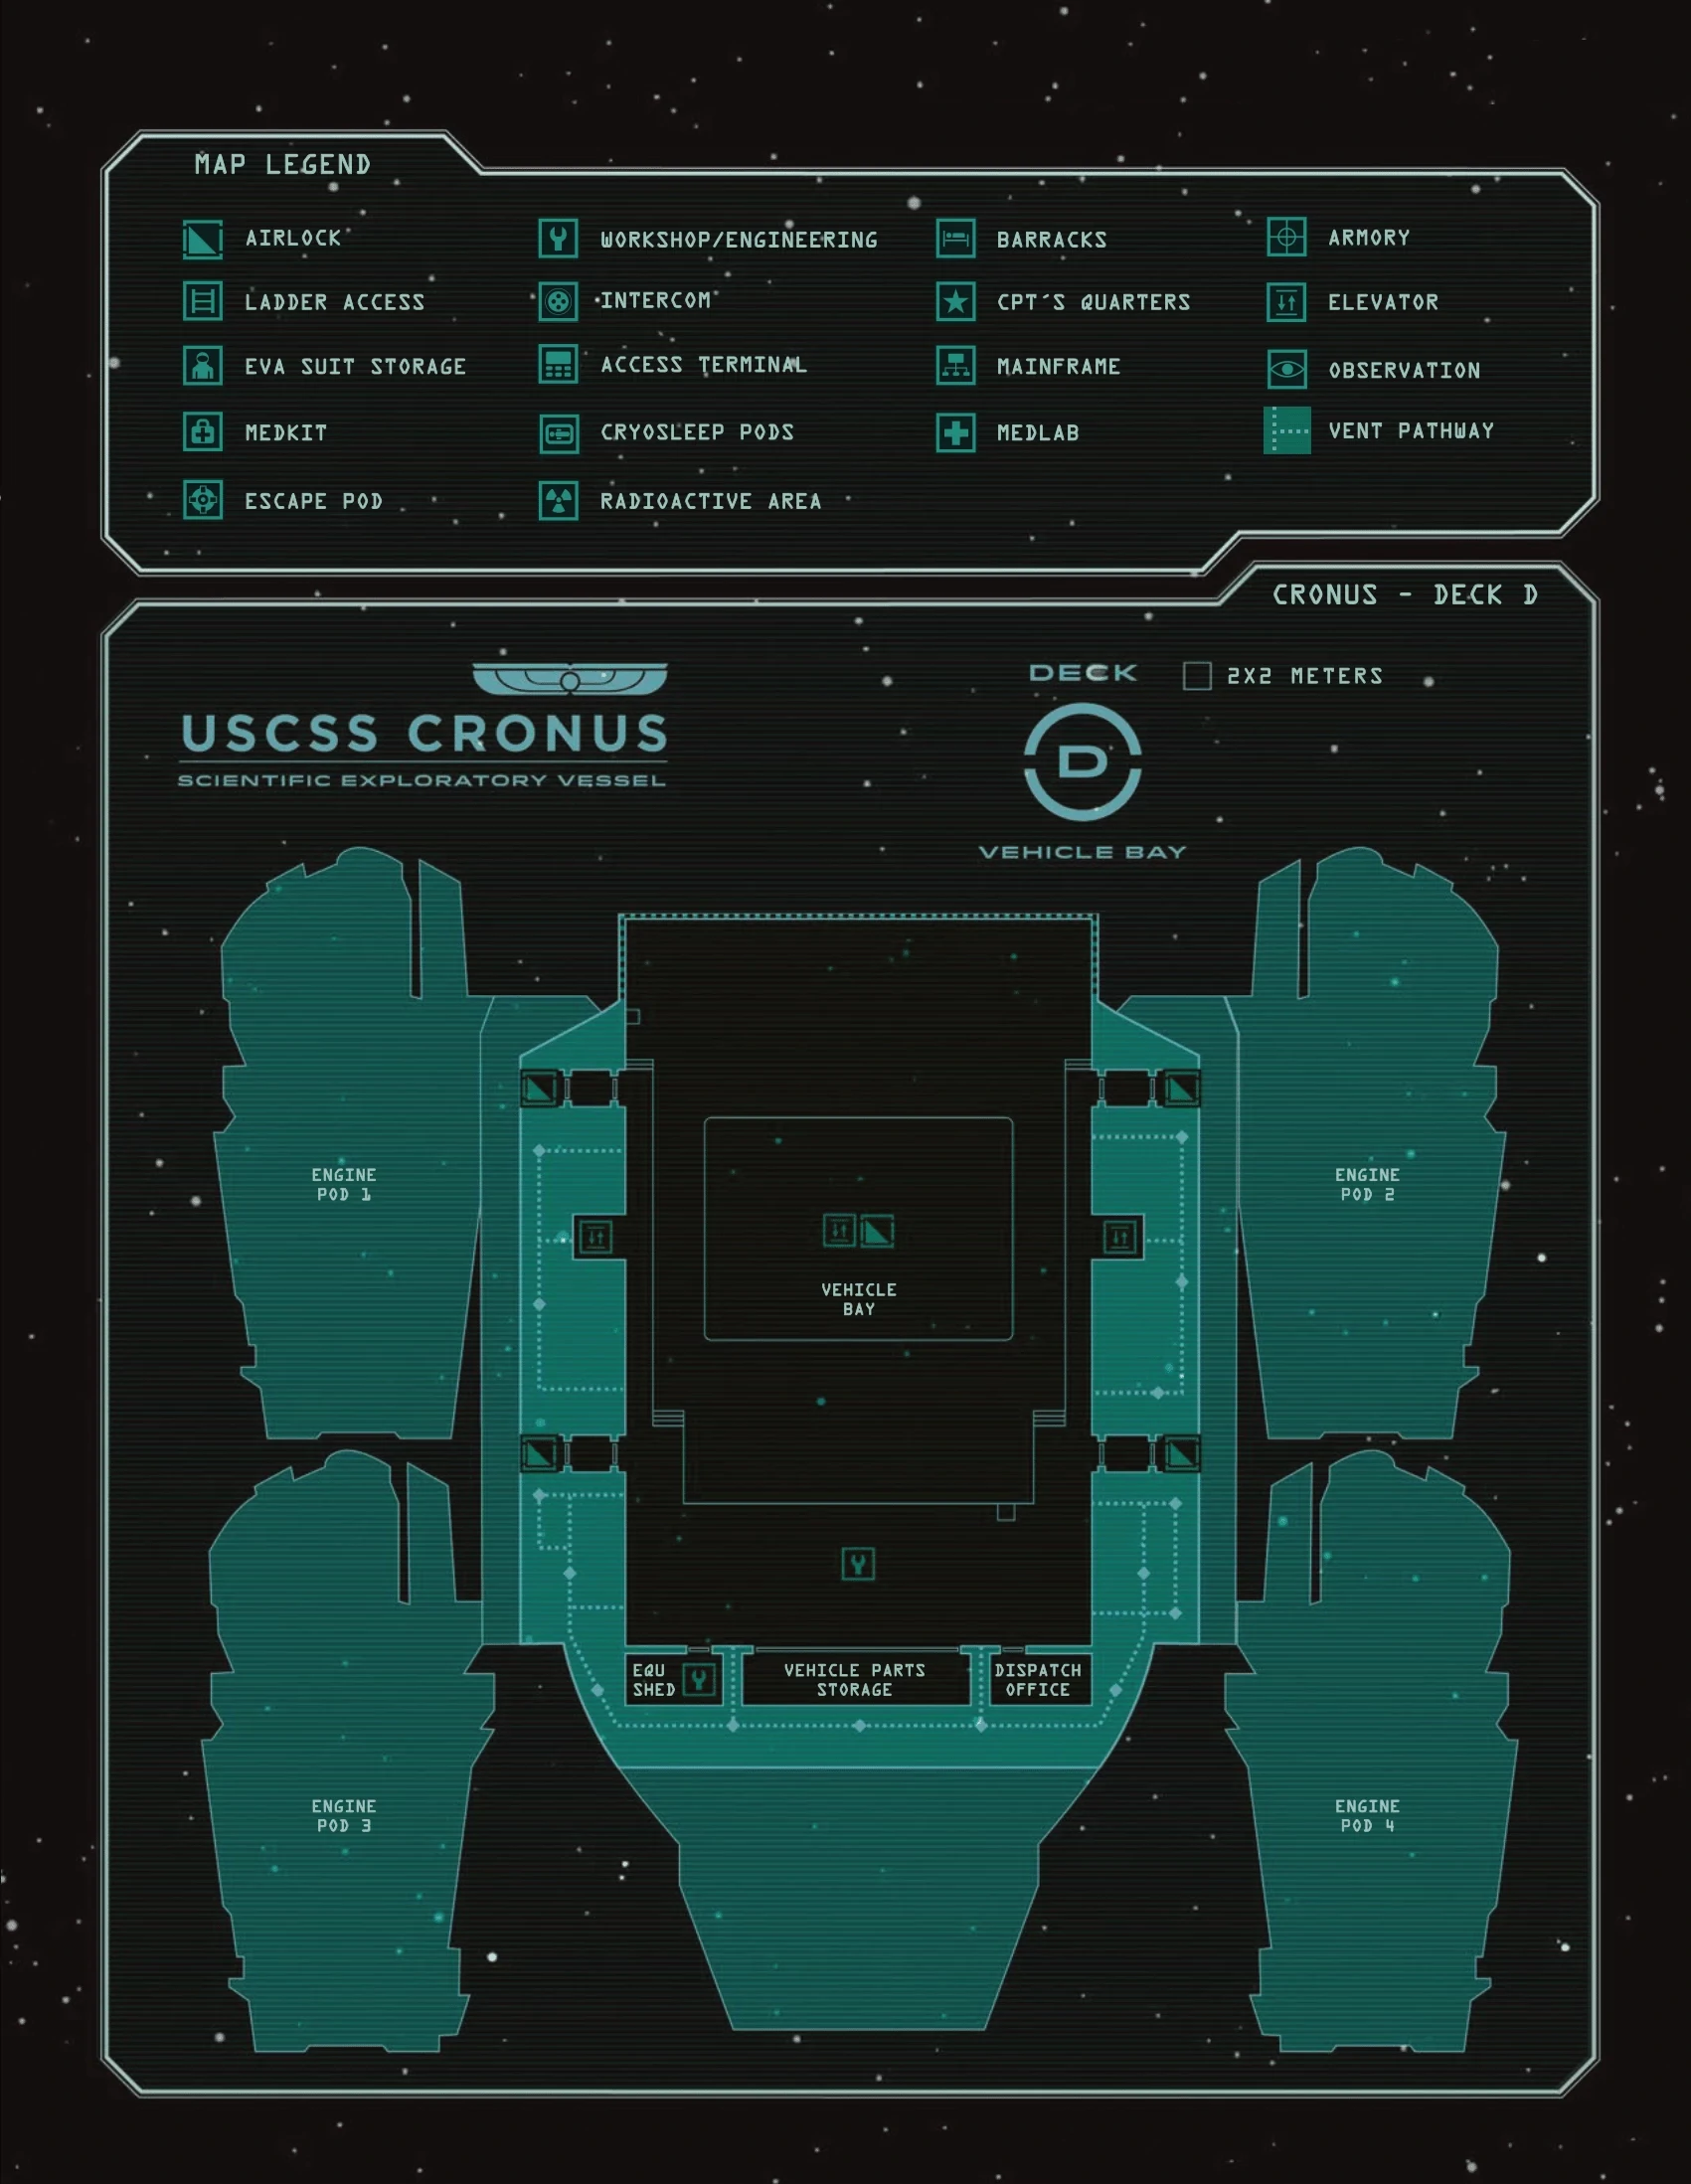 MAP LEGEND
AIRLOCK
WORKSHOP/ENGINEERING
BARRACKS
ARMORY
LADDER ACCESS
INTERCOM
CPT'S QUARTERS
ELEVATOR
EVA SUIT STORAGE
ACCESS TERMINAL
MAINFRAME
OBSERVATION
MEDKIT
CRYOSLEEP PODS
MEDLAB
VENT PATHWAY
ESCAPE POD
RADIOACTIVE AREA
CRONUS - DECK D
USCSS CRONUS
SCIENTIFIC EXPLORATORY VESSEL
DECK
2X2 METERS
D
VEHICLE BAY
ENGINE
POD 1
ENGINE
POD 2
VEHICLE
BAY
EQU
SHED
VEHICLE PARTS
STORAGE
DISPATCH
OFFICE
ENGINE
POD 3
ENGINE
POD 4